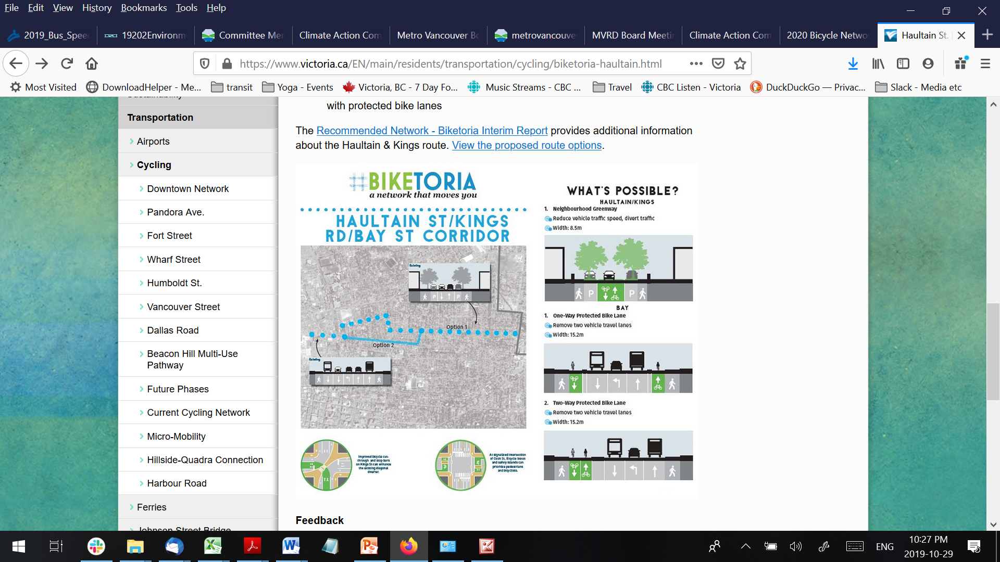 File Edit View History Bookmarks Tools Help
2019_Bus_Spee
19202Environm
Committee Me
Climate Action Com
Metro Vancouver Bo
metrovancouve
MVRD Board Meeti
Climate Action Com
2020 Bicycle Netwo
Haultain St.
https://www.victoria.ca/EN/main/residents/transportation/cycling/biketoria-haultain.html
Most Visited
DownloadHelper - Me...
transit
Yoga - Events
Victoria, BC - 7 Day Fo...
Music Streams - CBC ...
Travel
CBC Listen - Victoria
DuckDuckGo — Privac...
Slack - Media etc
Sustainability
Transportation
Airports
Cycling
Downtown Network
Pandora Ave.
Fort Street
Wharf Street
Humboldt St.
Vancouver Street
Dallas Road
Beacon Hill Multi-Use
Pathway
Future Phases
Current Cycling Network
Micro-Mobility
Hillside-Quadra Connection
Harbour Road
Ferries
Johnson Street Bridge
with protected bike lanes
The Recommended Network - Biketoria Interim Report provides additional information
about the Haultain & Kings route. View the proposed route options.
#BIKETORIA
a network that moves you
HAULTAIN ST/KINGS
RD/BAY ST CORRIDOR
Existing
P P
Option 1
Option 2
Existing
Improved bicycle cut-
through and stop bars
on Kings St can enhance
the existing diagonal
diverter.
At signalized intersection
of Cook St, Bicycle boxes
and safety islands can
prioritize pedestrians
and bicyclists.
WHAT'S POSSIBLE?
HAULTAIN/KINGS
1. Neighbourhood Greenway
Reduce vehicle traffic speed, divert traffic
Width: 8.5m
P P
BAY
1. One-Way Protected Bike Lane
Remove two vehicle travel lanes
Width: 15.2m
2. Two-Way Protected Bike Lane
Remove two vehicle travel lanes
Width: 15.2m
Feedback
ENG
10:27 PM
2019-10-29